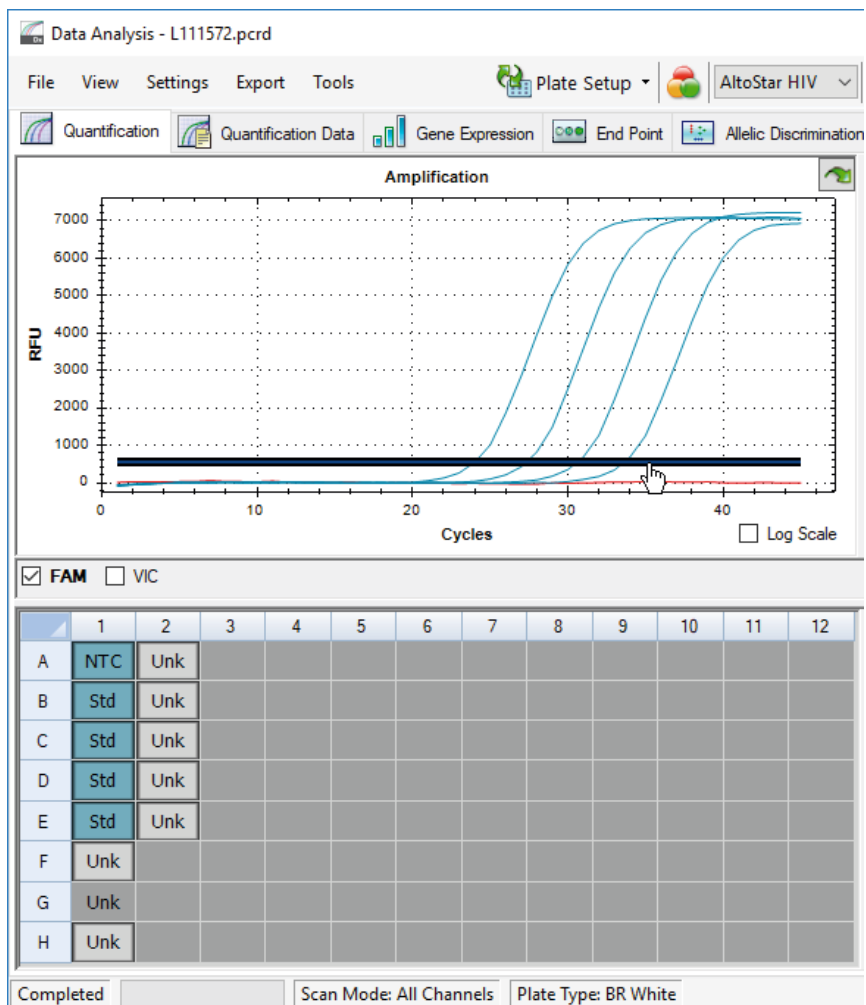 Data Analysis - L111572.pcrd
File View Settings Export Tools Plate Setup AltoStar HIV
Quantification Quantification Data Gene Expression End Point Allelic Discrimination
Amplification
7000
6000
5000
4000
3000
2000
1000
0
RFU
0 10 20 30 40
Cycles
Log Scale
FAM VIC
1 2 3 4 5 6 7 8 9 10 11 12
A NTC Unk
B Std Unk
C Std Unk
D Std Unk
E Std Unk
F Unk
G Unk
H Unk
Completed Scan Mode: All Channels Plate Type: BR White